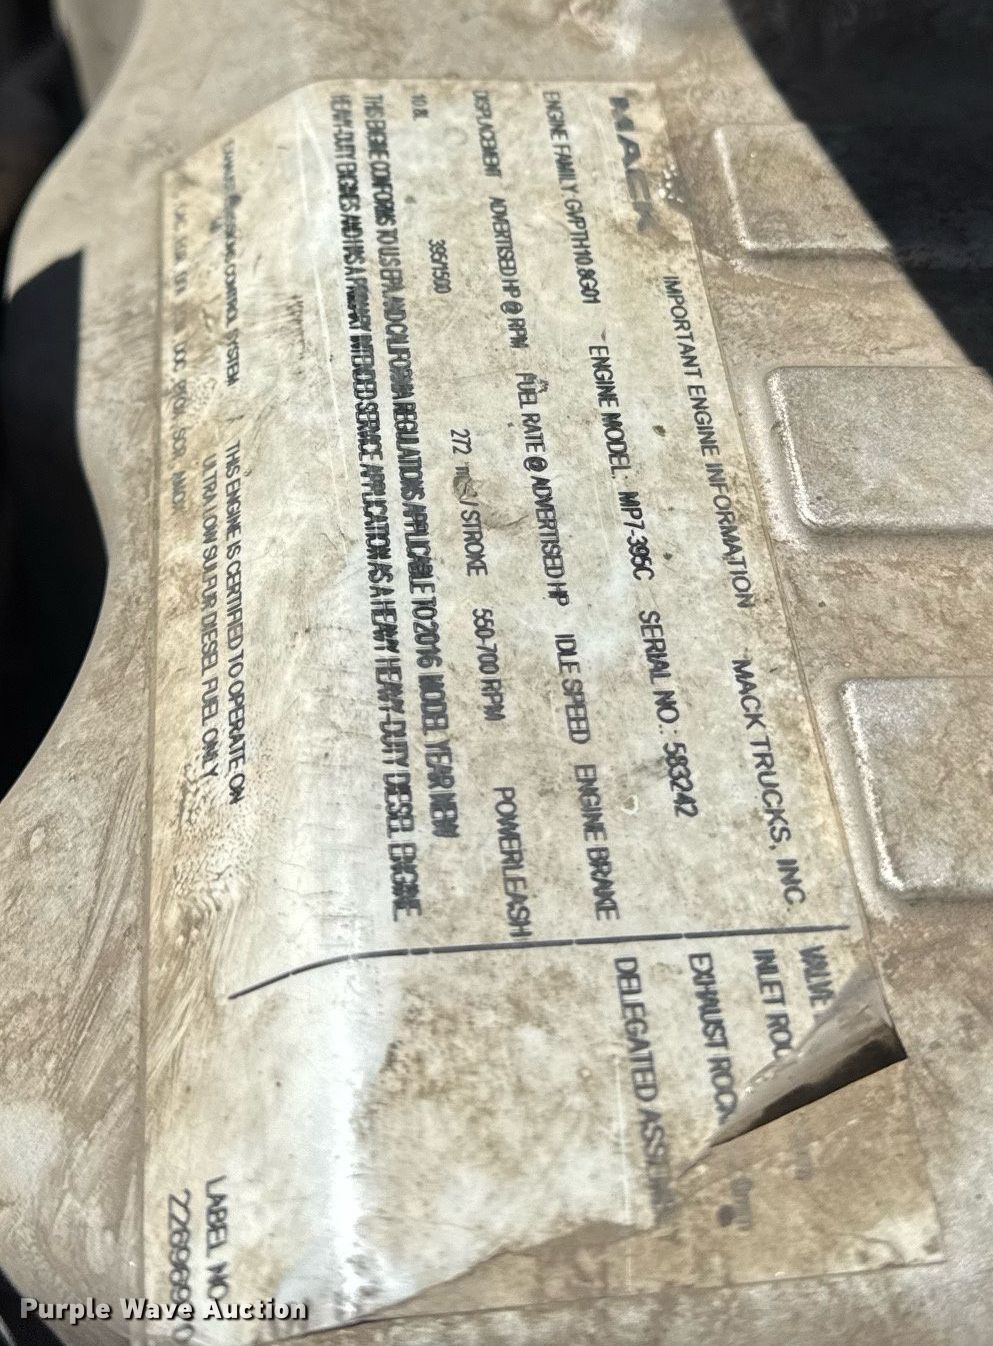 MACK
IMPORTANT ENGINE INFORMATION MACK TRUCKS, INC.
ENGINE FAMILY: GVPTH10.8G01 ENGINE MODEL: MP7-395C SERIAL NO.: 583242
DISPLACEMENT ADVERTISED HP @ RPM FUEL RATE @ ADVERTISED HP IDLE SPEED ENGINE BRAKE
10.8L 395/1500 272 / STROKE 550-700 RPM POWERLEASH
THIS ENGINE CONFORMS TO U.S EPA AND CALIFORNIA REGULATIONS APPLICABLE TO 2016 MODEL YEAR NEW
HEAVY-DUTY ENGINES AND HAS A PRIMARY INTENDED SERVICE APPLICATION AS A HEAVY HEAVY-DUTY DIESEL ENGINE.
CONTROL SYSTEM
THIS ENGINE IS CERTIFIED TO OPERATE ON
ULTRA LOW SULFUR DIESEL FUEL ONLY
VALVE
INLET ROC
EXHAUST ROCK
DELEGATED ASS
LABEL NO.
Purple Wave Auction